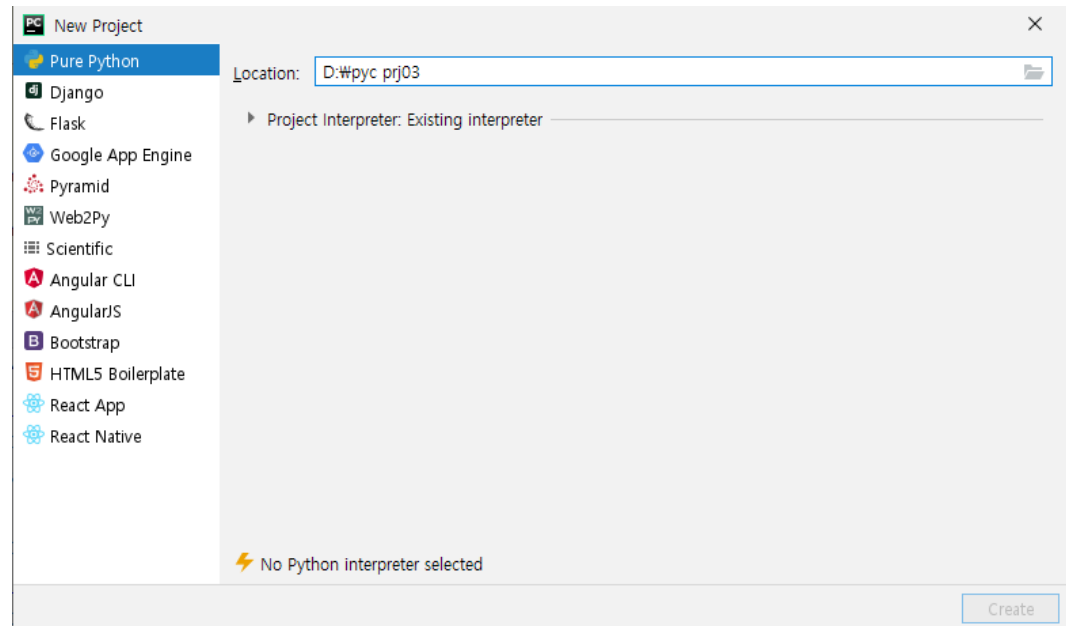 New Project
Pure Python
Django
Flask
Google App Engine
Pyramid
Web2Py
Scientific
Angular CLI
AngularJS
Bootstrap
HTML5 Boilerplate
React App
React Native
Location: D:₩pyc prj03
Project Interpreter: Existing interpreter
No Python interpreter selected
Create